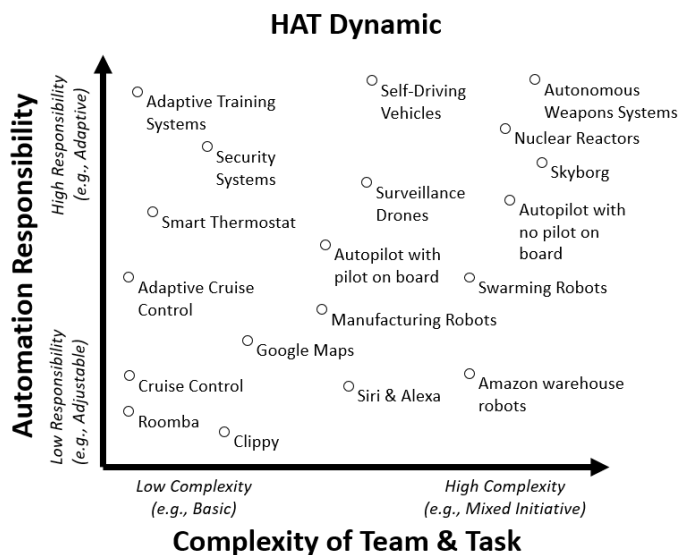 HAT Dynamic
Automation Responsibility
High Responsibility
(e.g., Adaptive)
Low Responsibility
(e.g., Adjustable)
Adaptive Training
Systems
Self-Driving
Vehicles
Autonomous
Weapons Systems
Nuclear Reactors
Security
Systems
Skyborg
Surveillance
Drones
Smart Thermostat
Autopilot with
no pilot on
board
Autopilot with
pilot on board
Adaptive Cruise
Control
Swarming Robots
Manufacturing Robots
Google Maps
Cruise Control
Siri & Alexa
Amazon warehouse
robots
Roomba
Clippy
Low Complexity
(e.g., Basic)
High Complexity
(e.g., Mixed Initiative)
Complexity of Team & Task